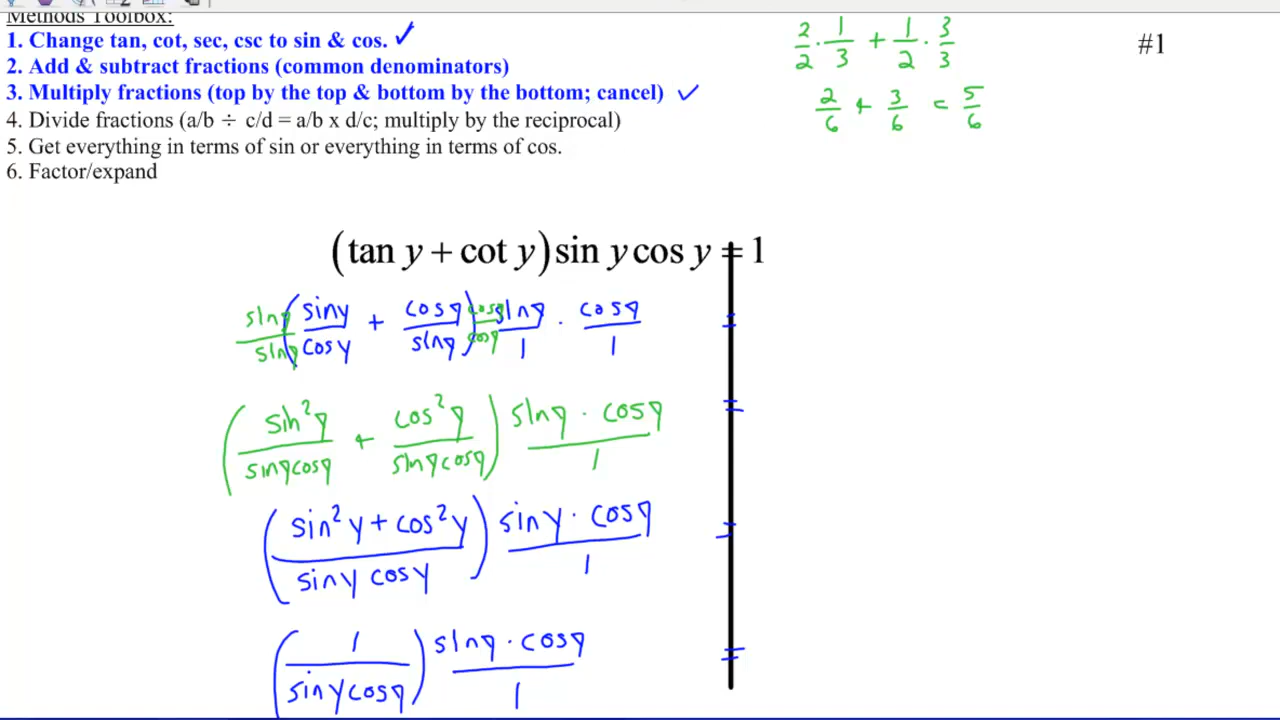 Methods Toolbox:
1. Change tan, cot, sec, csc to sin & cos. ✓
2. Add & subtract fractions (common denominators)
3. Multiply fractions (top by the top & bottom by the bottom; cancel) ✓
4. Divide fractions (a/b ÷ c/d = a/b x d/c; multiply by the reciprocal)
5. Get everything in terms of sin or everything in terms of cos.
6. Factor/expand
2/2 · 1/3 + 1/2 · 3/3
2/6 + 3/6 = 5/6
#1
(tan y + cot y) sin y cos y = 1
siny/siny (siny/cosy + cosy/siny) cosy/cosy siny/1 · cosy/1 =
(sin²y/sinycosy + cos²y/sinycosy) siny · cosy/1 =
(sin²y + cos²y/siny cosy) siny · cosy/1 =
(1/sinycosy) siny · cosy/1 =